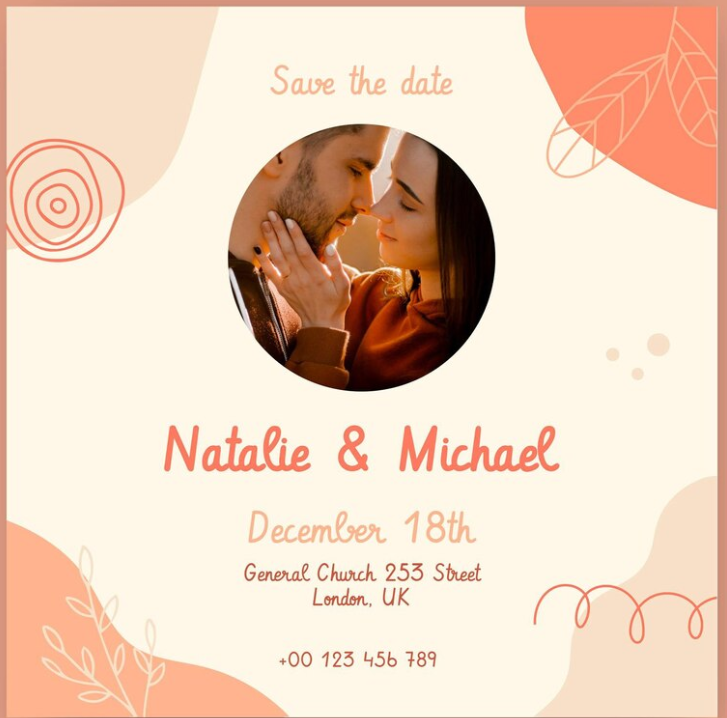 Save the date
Natalie & Michael
December 18th
General Church 253 Street
London, UK
+00 123 456 789